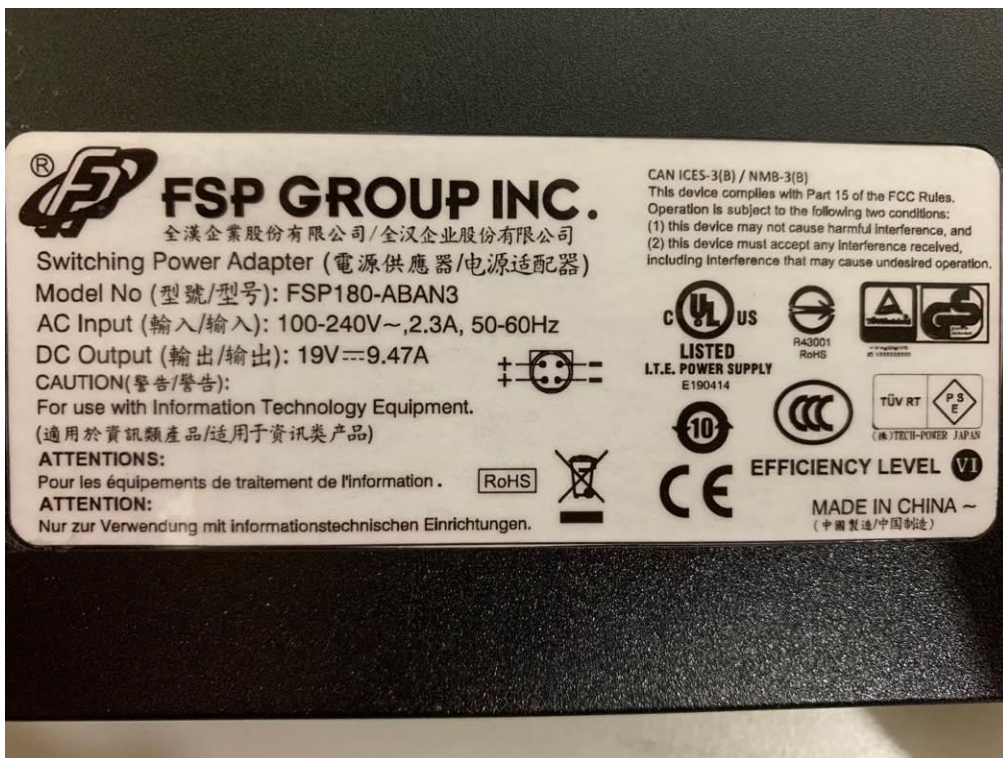 ®
FSP GROUP INC.
全漢企業股份有限公司/全汉企业股份有限公司
Switching Power Adapter (電源供應器/电源适配器)
Model No (型號/型号): FSP180-ABAN3
AC Input (輸入/输入): 100-240V~,2.3A, 50-60Hz
DC Output (輸出/输出): 19V⎓9.47A
CAUTION(警告/警告):
For use with Information Technology Equipment.
(適用於資訊類產品/适用于资讯类产品)
ATTENTIONS:
Pour les équipements de traitement de l'information .
ATTENTION:
Nur zur Verwendung mit informationstechnischen Einrichtungen.
+ −
+ −
RoHS
CAN ICES-3(B) / NMB-3(B)
This device complies with Part 15 of the FCC Rules.
Operation is subject to the following two conditions:
(1) this device may not cause harmful interference, and
(2) this device must accept any interference received,
including interference that may cause undesired operation.
C UL US
LISTED
I.T.E. POWER SUPPLY
E190414
R43001
RoHS
10
CCC
TÜV RT
PSE
(株)TECH-POWER JAPAN
CE
EFFICIENCY LEVEL VI
MADE IN CHINA ~
(中國製造/中国制造)